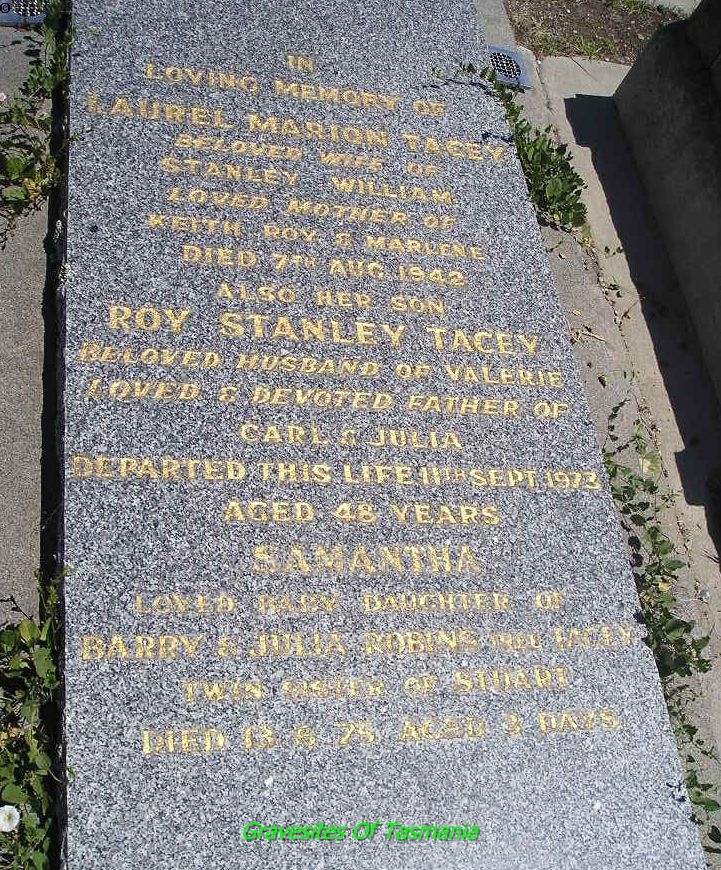 IN
LOVING MEMORY OF
LAUREL MARION TACEY
BELOVED WIFE OF
STANLEY WILLIAM
LOVED MOTHER OF
KEITH ROY & MARLENE
DIED 7TH AUG. 1942
ALSO HER SON
ROY STANLEY TACEY
BELOVED HUSBAND OF VALERIE
LOVED & DEVOTED FATHER OF
CARL & JULIA
DEPARTED THIS LIFE 11TH SEPT. 1973
AGED 48 YEARS
SAMANTHA
LOVED BABY DAUGHTER OF
BARRY & JULIA ROBINS NEE TACEY
TWIN SISTER OF STUART
DIED 13 6 75 AGED 3 DAYS.
Gravesites Of Tasmania